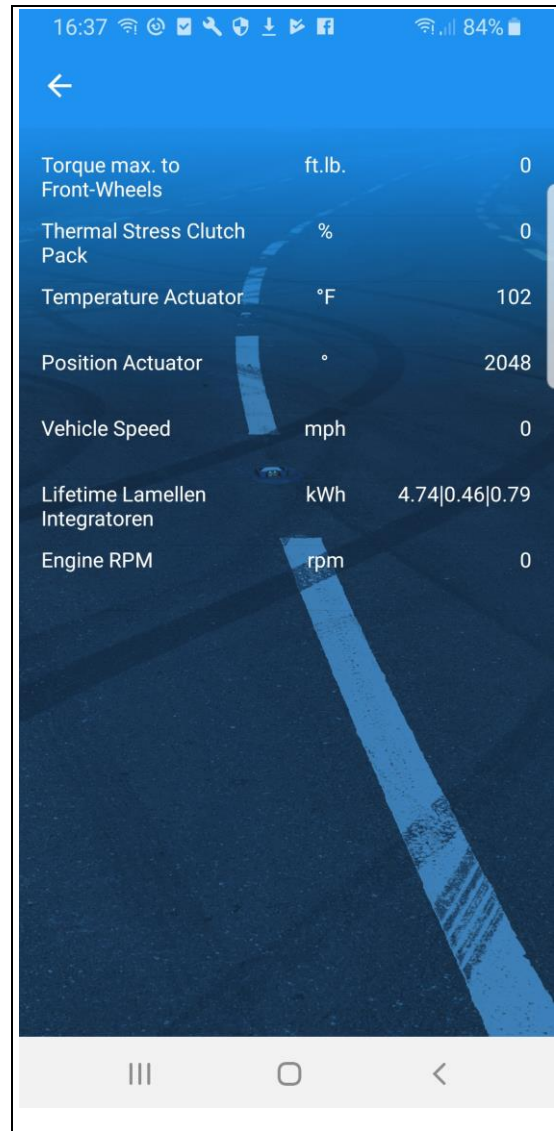 16:37 84%
Torque max. to ft.lb. 0
Front-Wheels
Thermal Stress Clutch % 0
Pack
Temperature Actuator °F 102
Position Actuator ° 2048
Vehicle Speed mph 0
Lifetime Lamellen kWh 4.74|0.46|0.79
Integratoren
Engine RPM rpm 0